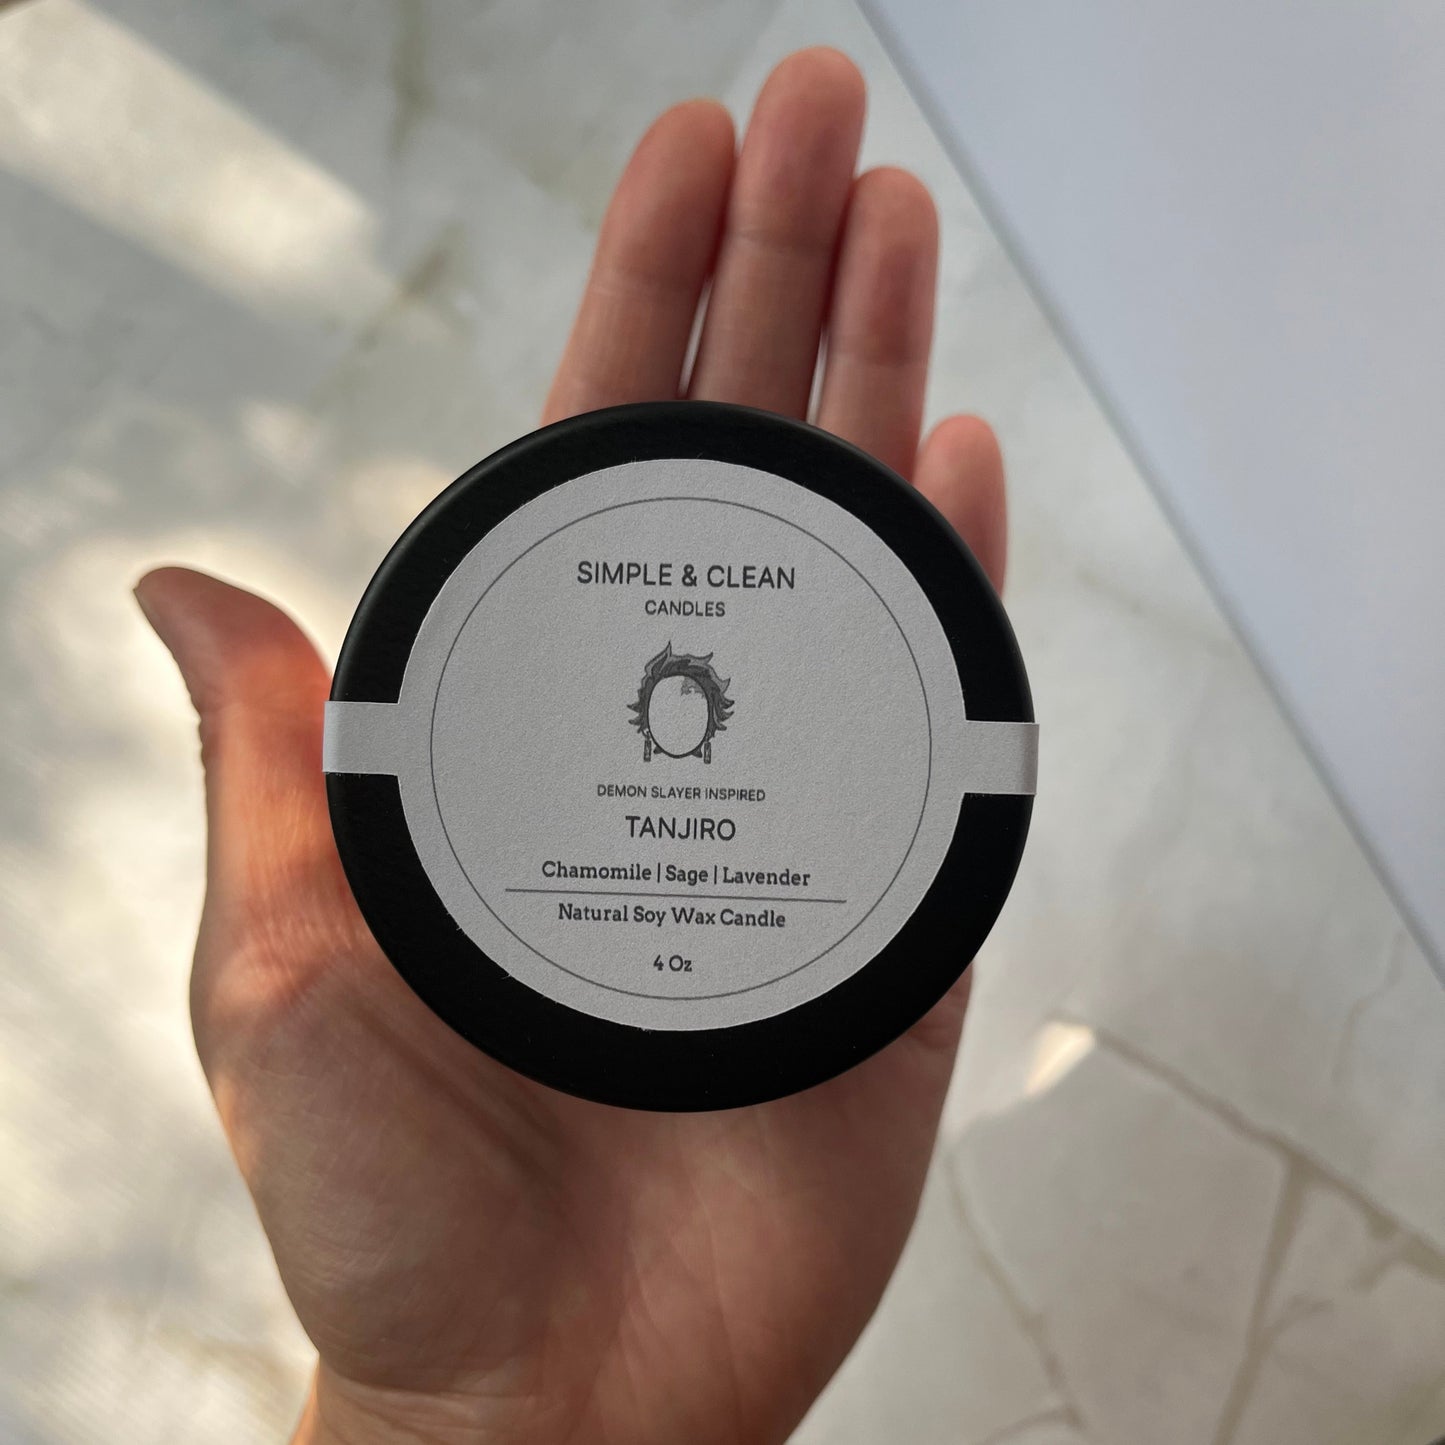 SIMPLE & CLEAN
CANDLES
DEMON SLAYER INSPIRED
TANJIRO
Chamomile | Sage | Lavender
Natural Soy Wax Candle
4 Oz